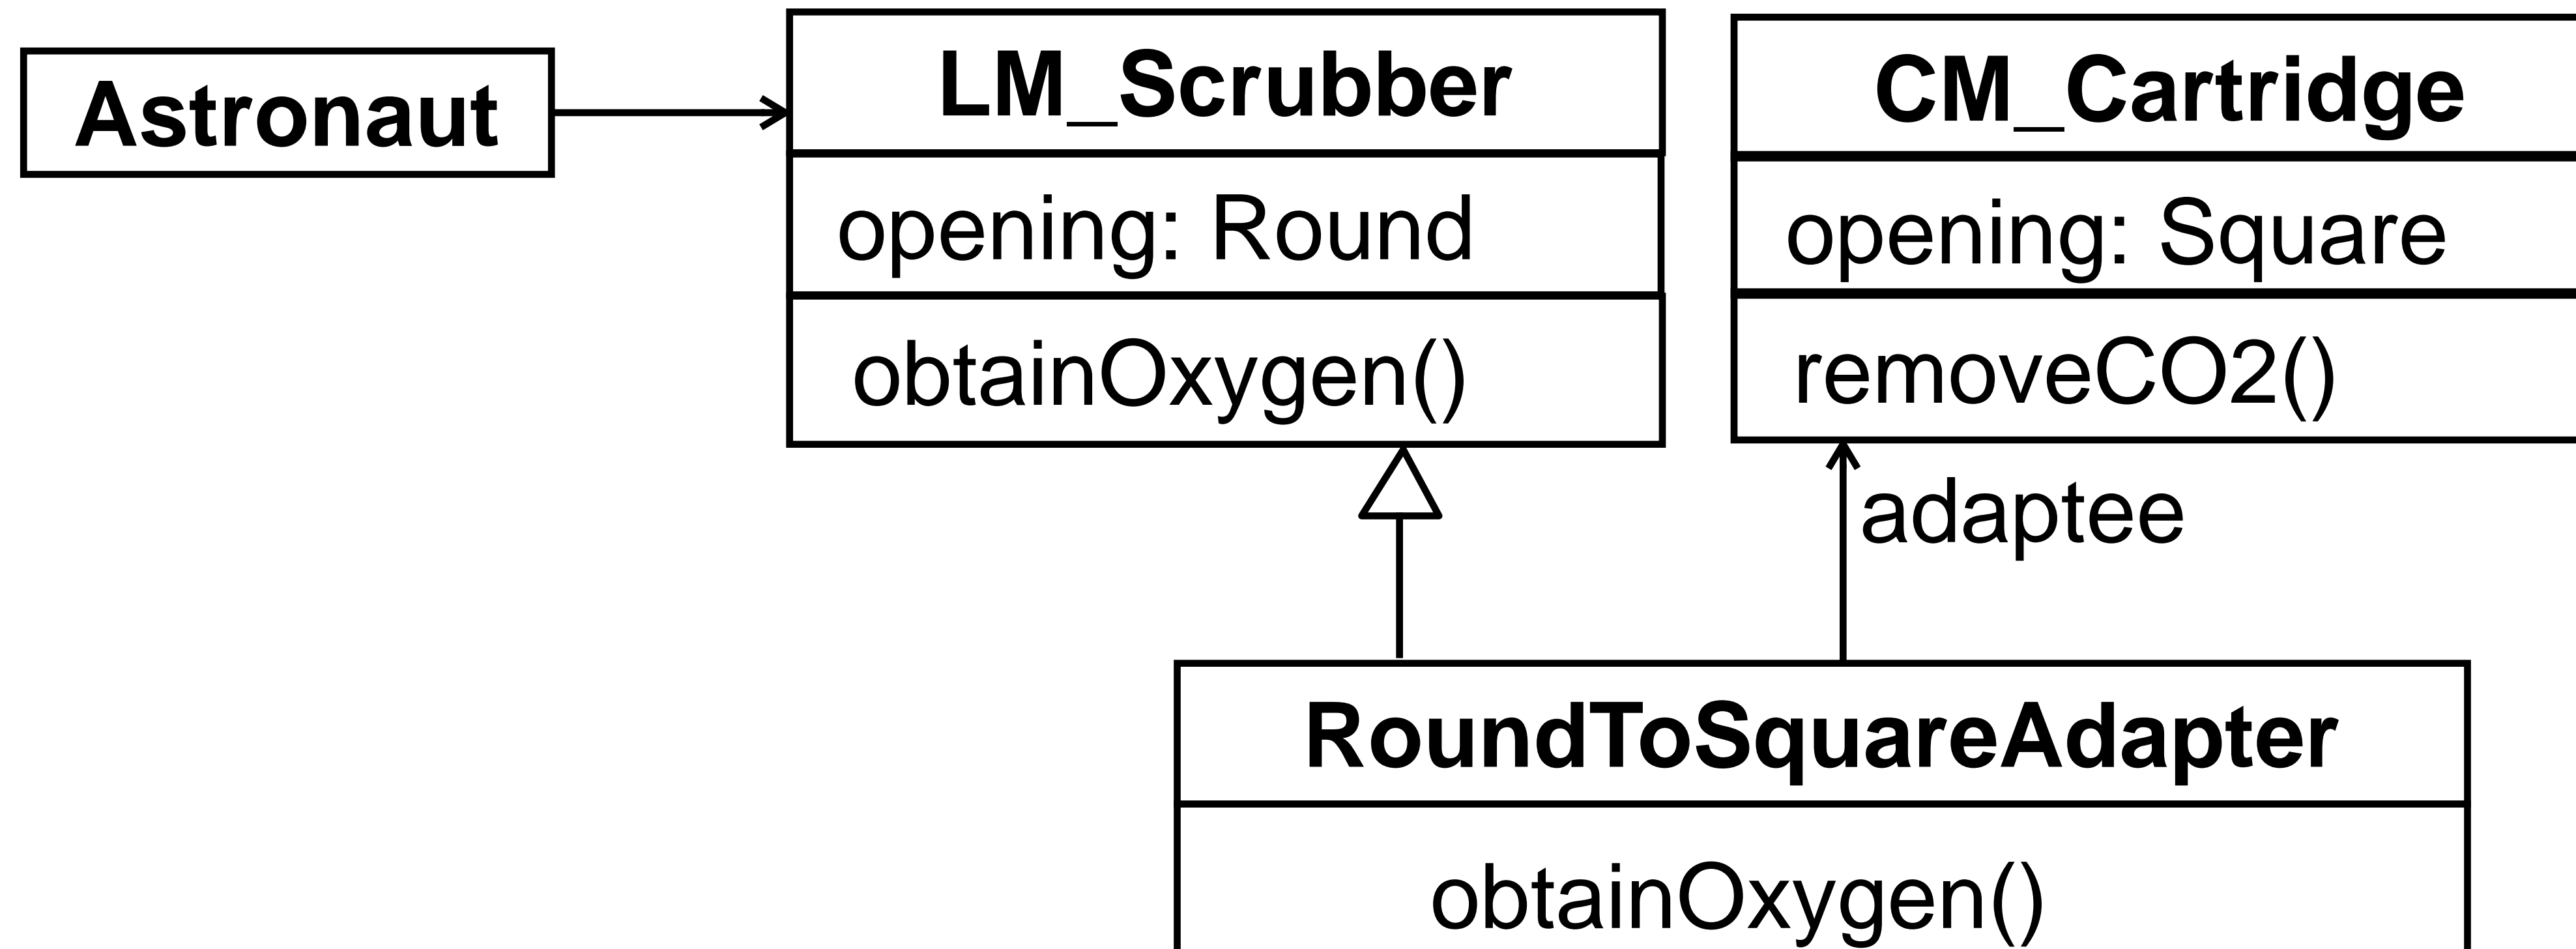 Astronaut
LM_Scrubber
opening: Round
obtainOxygen()
CM_Cartridge
opening: Square
removeCO2()
adaptee
RoundToSquareAdapter
obtainOxygen()